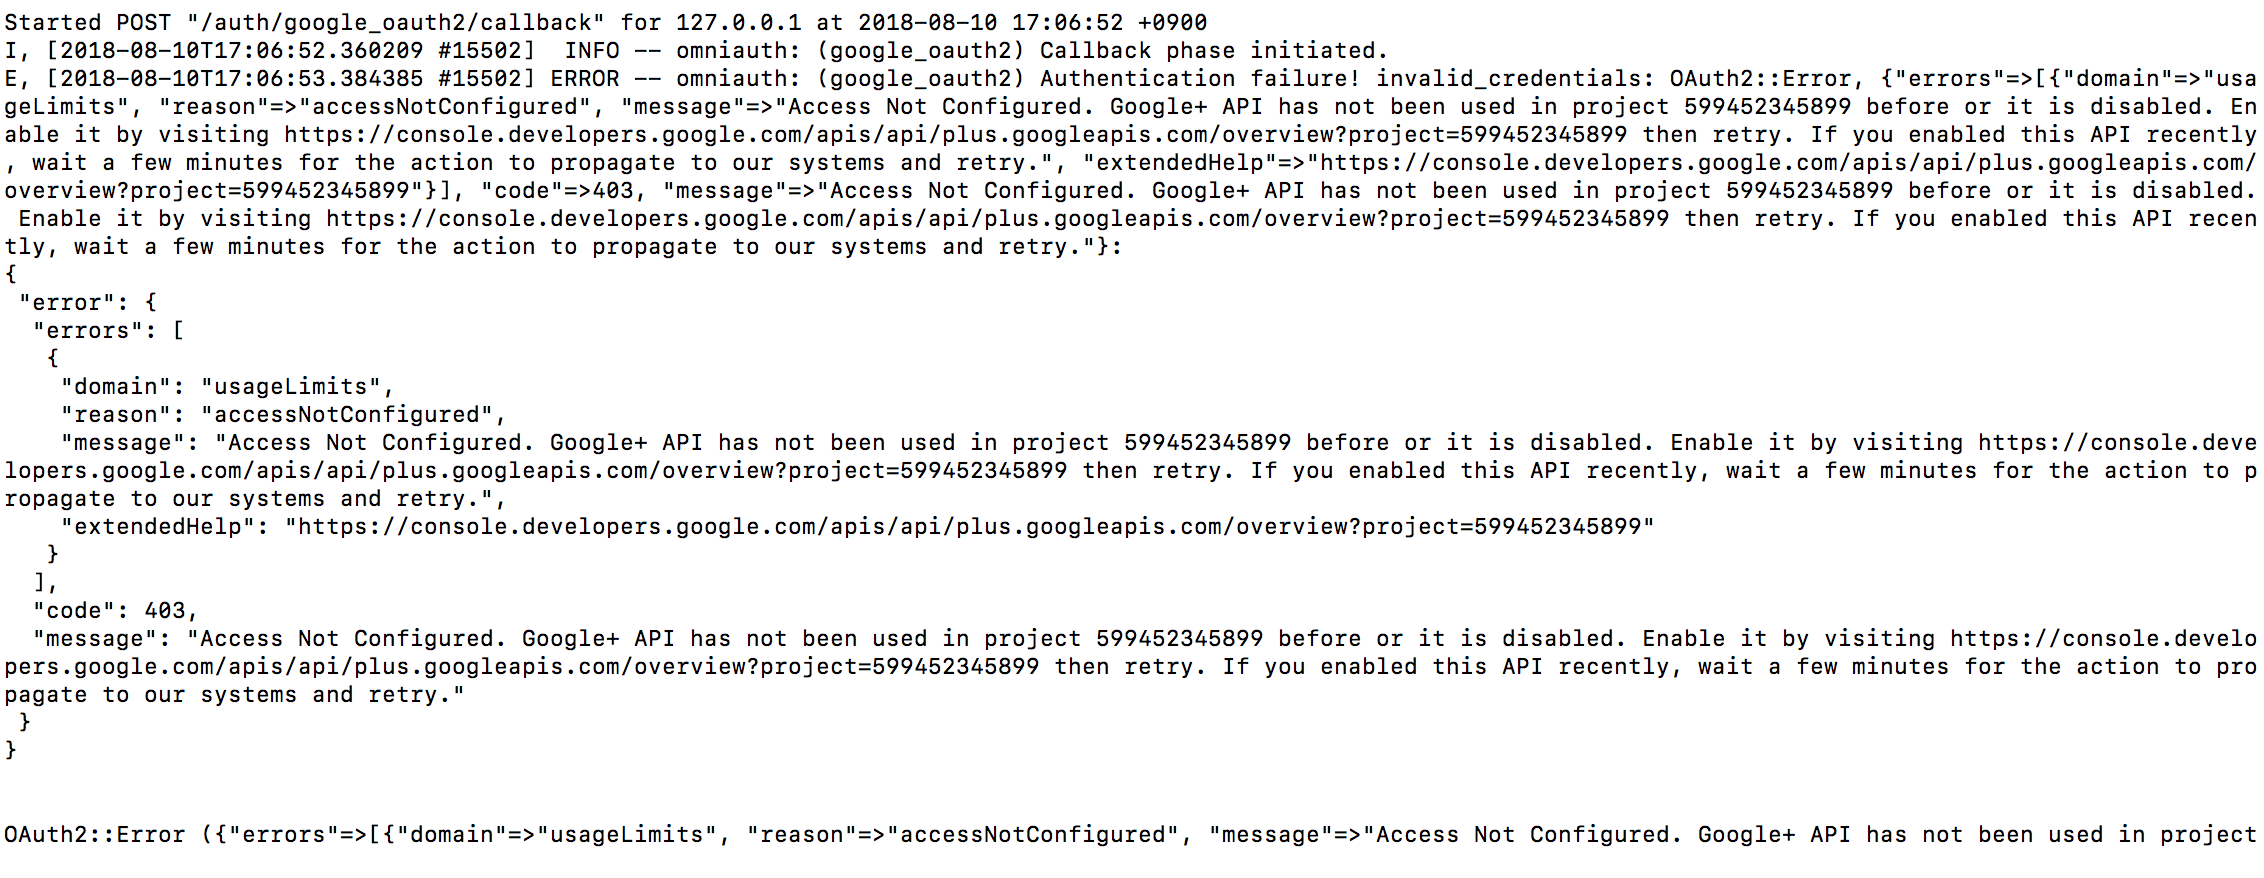 Started POST "/auth/google_oauth2/callback" for 127.0.0.1 at 2018-08-10 17:06:52 +0900
I, [2018-08-10T17:06:52.360209 #15502]  INFO -- omniauth: (google_oauth2) Callback phase initiated.
E, [2018-08-10T17:06:53.384385 #15502] ERROR -- omniauth: (google_oauth2) Authentication failure! invalid_credentials: OAuth2::Error, {"errors"=>[{"domain"=>"usa
geLimits", "reason"=>"accessNotConfigured", "message"=>"Access Not Configured. Google+ API has not been used in project 599452345899 before or it is disabled. En
able it by visiting https://console.developers.google.com/apis/api/plus.googleapis.com/overview?project=599452345899 then retry. If you enabled this API recently
, wait a few minutes for the action to propagate to our systems and retry.", "extendedHelp"=>"https://console.developers.google.com/apis/api/plus.googleapis.com/
overview?project=599452345899"}], "code"=>403, "message"=>"Access Not Configured. Google+ API has not been used in project 599452345899 before or it is disabled.
 Enable it by visiting https://console.developers.google.com/apis/api/plus.googleapis.com/overview?project=599452345899 then retry. If you enabled this API recen
tly, wait a few minutes for the action to propagate to our systems and retry."}:
{
 "error": {
  "errors": [
   {
    "domain": "usageLimits",
    "reason": "accessNotConfigured",
    "message": "Access Not Configured. Google+ API has not been used in project 599452345899 before or it is disabled. Enable it by visiting https://console.deve
lopers.google.com/apis/api/plus.googleapis.com/overview?project=599452345899 then retry. If you enabled this API recently, wait a few minutes for the action to p
ropagate to our systems and retry.",
    "extendedHelp": "https://console.developers.google.com/apis/api/plus.googleapis.com/overview?project=599452345899"
   }
  ],
  "code": 403,
  "message": "Access Not Configured. Google+ API has not been used in project 599452345899 before or it is disabled. Enable it by visiting https://console.develo
pers.google.com/apis/api/plus.googleapis.com/overview?project=599452345899 then retry. If you enabled this API recently, wait a few minutes for the action to pro
pagate to our systems and retry."
 }
}
OAuth2::Error ({"errors"=>[{"domain"=>"usageLimits", "reason"=>"accessNotConfigured", "message"=>"Access Not Configured. Google+ API has not been used in project